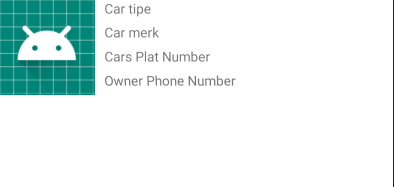 Car tipe
Car merk
Cars Plat Number
Owner Phone Number